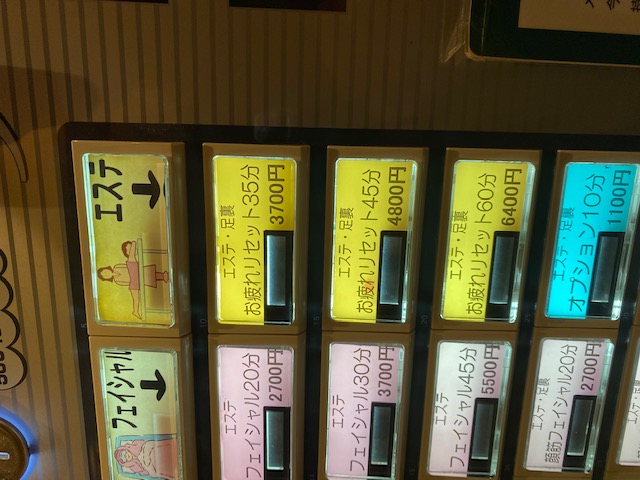 エステ
エステ・足裏
お疲れリセット35分
3700円
エステ・足裏
お疲れリセット45分
4800円
エステ・足裏
お疲れリセット60分
6400円
エステ・足裏
オプション10分
1100円
フェイシャル
エステ
フェイシャル20分
2700円
エステ
フェイシャル30分
3700円
エステ
フェイシャル45分
5500円
エステ・足裏
顔筋フェイシャル20分
2700円